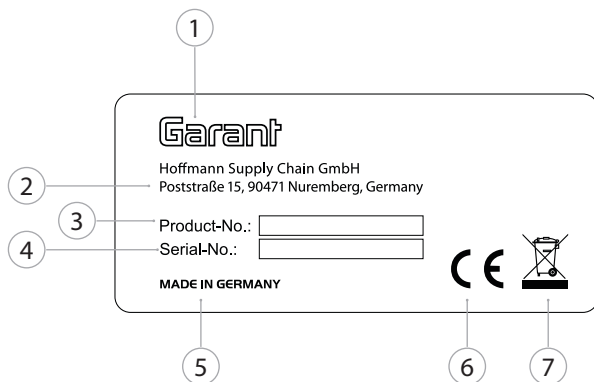 1
Garant
Hoffmann Supply Chain GmbH
2
Poststraße 15, 90471 Nuremberg, Germany
3
Product-No.:
4
Serial-No.:
MADE IN GERMANY
CE
5
6
7